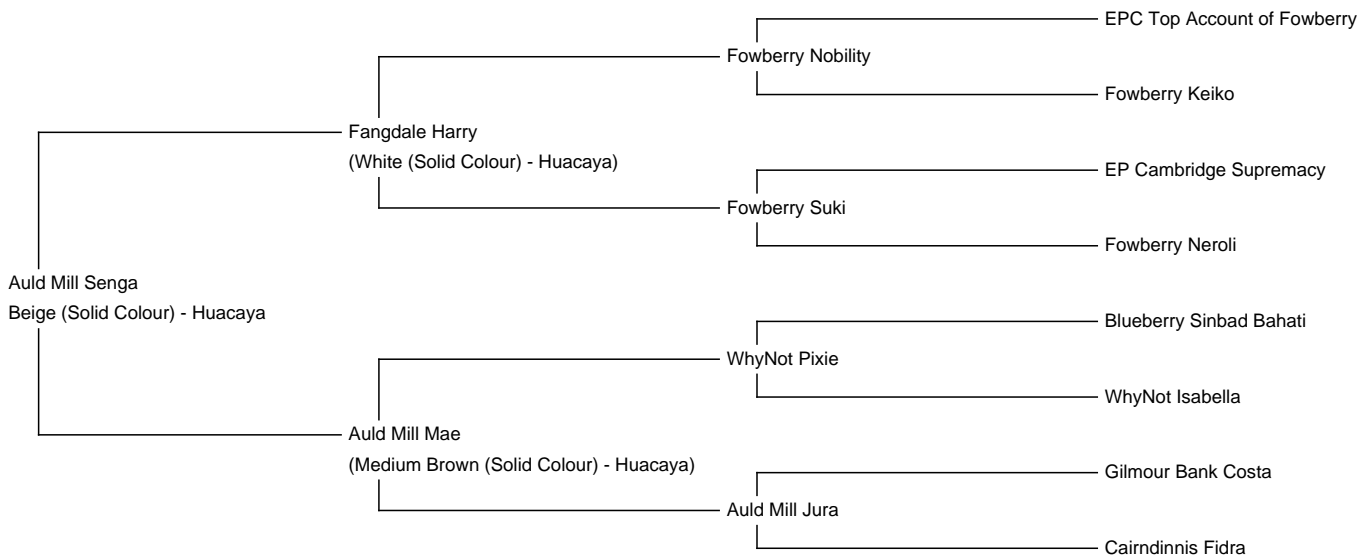 EPC Top Account of Fowberry
Fowberry Nobility
Fowberry Keiko
Fangdale Harry
(White (Solid Colour) - Huacaya)
EP Cambridge Supremacy
Fowberry Suki
Fowberry Neroli
Auld Mill Senga
Beige (Solid Colour) - Huacaya
Blueberry Sinbad Bahati
WhyNot Pixie
WhyNot Isabella
Auld Mill Mae
(Medium Brown (Solid Colour) - Huacaya)
Gilmour Bank Costa
Auld Mill Jura
Cairndinnis Fidra